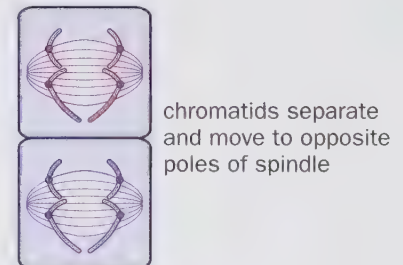 chromatids separate
and move to opposite
poles of spindle